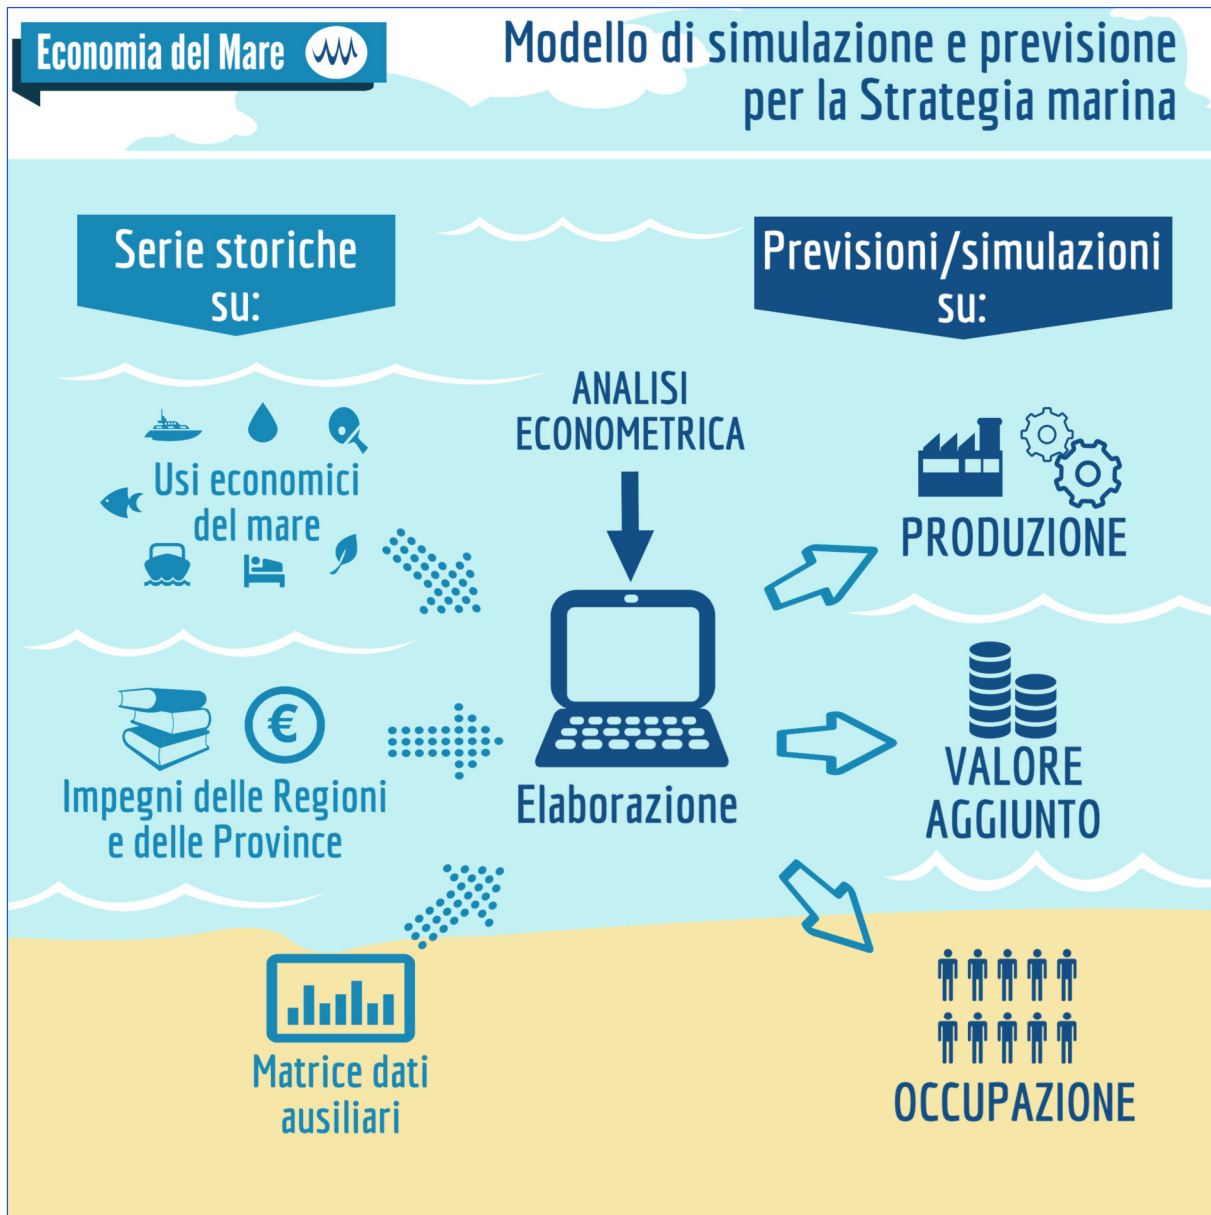 Economia del Mare
Modello di simulazione e previsione
per la Strategia marina
Serie storiche
su:
Previsioni/simulazioni
su:
ANALISI
ECONOMETRICA
Usi economici
del mare
PRODUZIONE
€
Impegni delle Regioni
e delle Province
Elaborazione
VALORE
AGGIUNTO
Matrice dati
ausiliari
OCCUPAZIONE